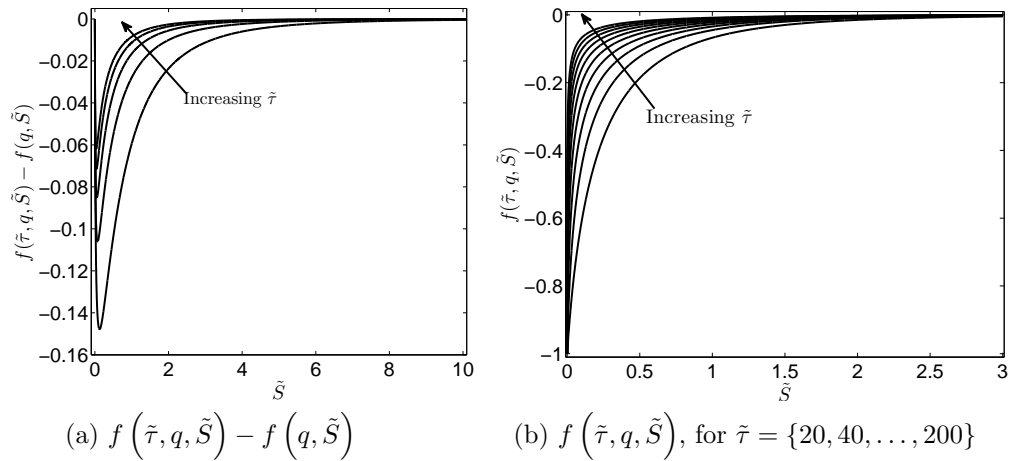 0
−0.02
−0.04
−0.06
−0.08
−0.1
−0.12
−0.14
−0.16
0 2 4 6 8 10
f(τ̃, q, S̃) − f(q, S̃)
S̃
Increasing τ̃
(a) f (τ̃, q, S̃) − f (q, S̃)
0
−0.2
−0.4
−0.6
−0.8
−1
0 0.5 1 1.5 2 2.5 3
f(τ̃, q, S̃)
S̃
Increasing τ̃
(b) f (τ̃, q, S̃), for τ̃ = {20, 40, . . . , 200}